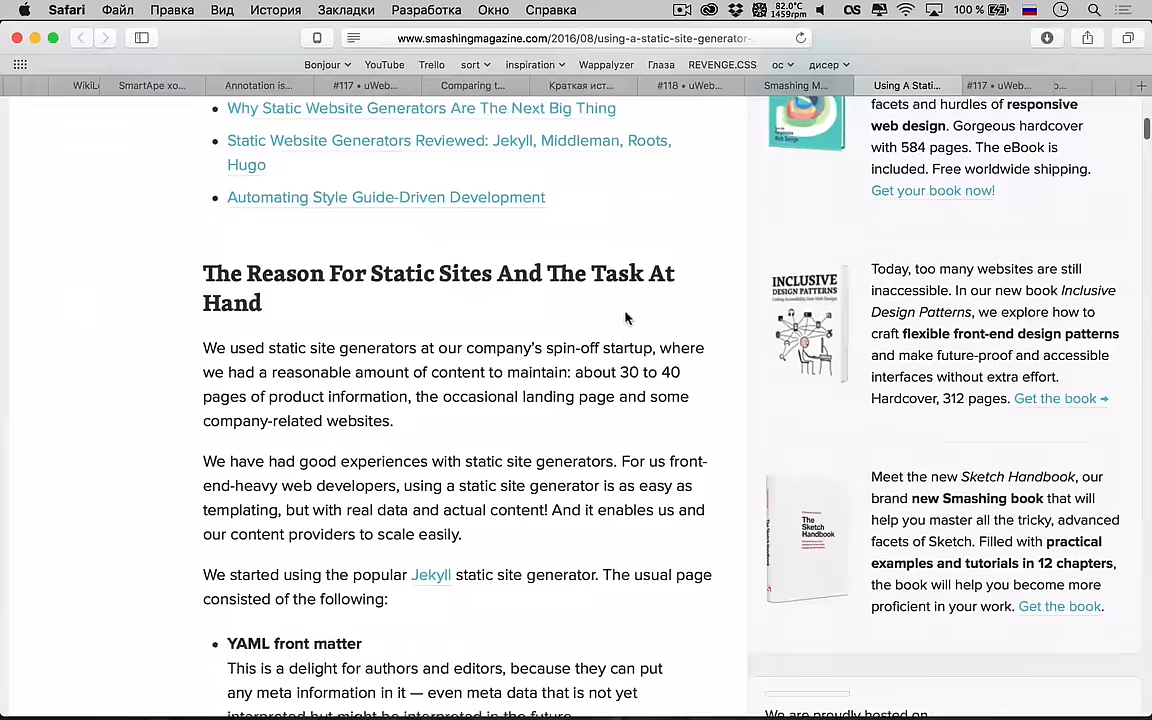 Safari Файл Правка Вид История Закладки Разработка Окно Справка 82.0°C 1459rpm 100 %
www.smashingmagazine.com/2016/08/using-a-static-site-generator-
Bonjour YouTube Trello sort inspiration Wappalyzer Глаза REVENGE.CSS ос дисер
WikiL SmartApe хо... Annotation is... #117 – uWeb... Comparing t... Краткая ист... #118 – uWeb... Smashing M... Using A Stati... #117 – uWeb...
Why Static Website Generators Are The Next Big Thing
Static Website Generators Reviewed: Jekyll, Middleman, Roots,
Hugo
Automating Style Guide-Driven Development
The Reason For Static Sites And The Task At
Hand
We used static site generators at our company’s spin-off startup, where
we had a reasonable amount of content to maintain: about 30 to 40
pages of product information, the occasional landing page and some
company-related websites.
We have had good experiences with static site generators. For us front-
end-heavy web developers, using a static site generator is as easy as
templating, but with real data and actual content! And it enables us and
our content providers to scale easily.
We started using the popular Jekyll static site generator. The usual page
consisted of the following:
YAML front matter
This is a delight for authors and editors, because they can put
any meta information in it — even meta data that is not yet
interpreted but might be interpreted in the future.
facets and hurdles of responsive
web design. Gorgeous hardcover
with 584 pages. The eBook is
included. Free worldwide shipping.
Get your book now!
INCLUSIVE
DESIGN PATTERNS
Today, too many websites are still
inaccessible. In our new book Inclusive
Design Patterns, we explore how to
craft flexible front-end design patterns
and make future-proof and accessible
interfaces without extra effort.
Hardcover, 312 pages. Get the book →
The
Sketch
Handbook
Meet the new Sketch Handbook, our
brand new Smashing book that will
help you master all the tricky, advanced
facets of Sketch. Filled with practical
examples and tutorials in 12 chapters,
the book will help you become more
proficient in your work. Get the book.
We are proudly hosted on